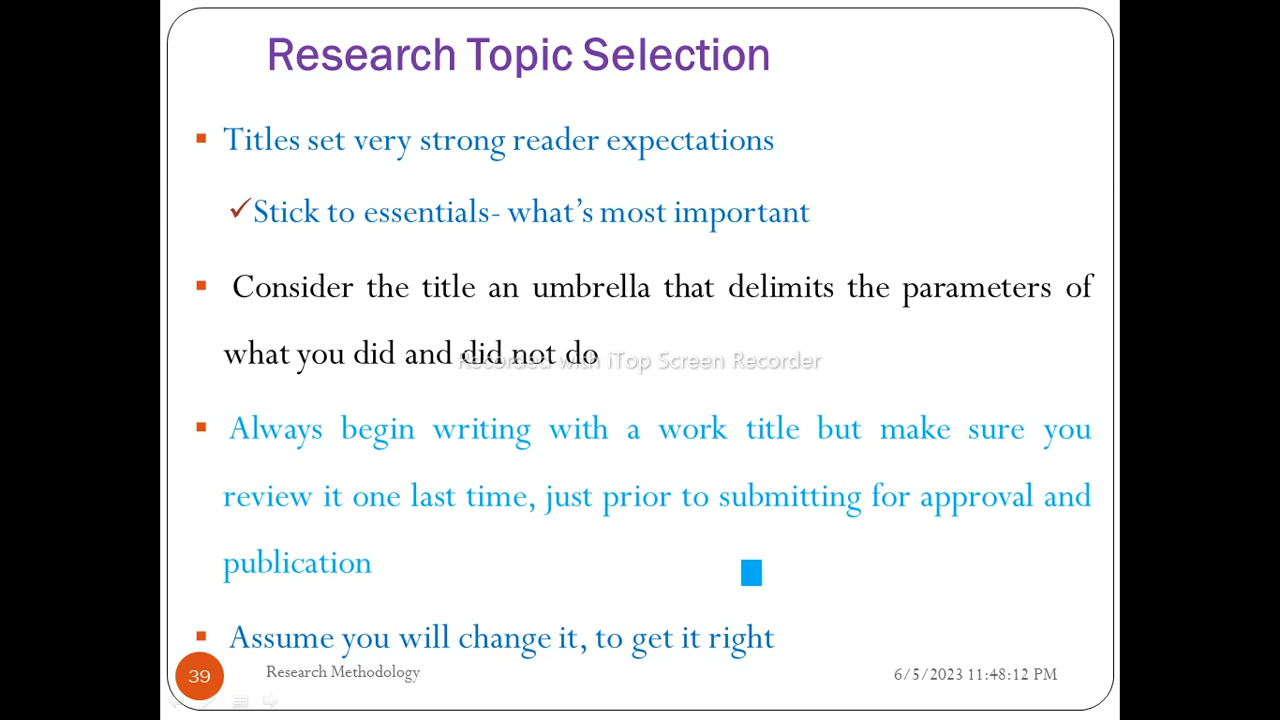 Research Topic Selection
Titles set very strong reader expectations
Stick to essentials- what's most important
Consider the title an umbrella that delimits the parameters of
what you did and did not do
Recorded with iTop Screen Recorder
Always begin writing with a work title but make sure you
review it one last time, just prior to submitting for approval and
publication
Assume you will change it, to get it right
39
Research Methodology
6/5/2023 11:48:12 PM